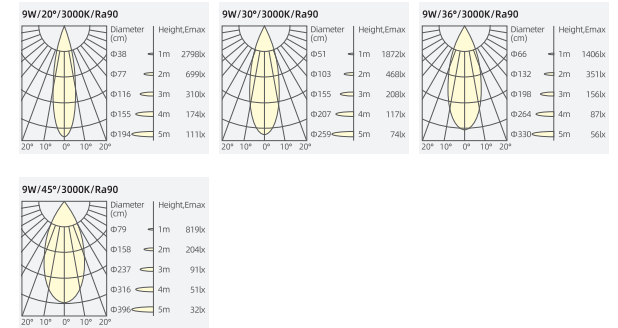 9W/20°/3000K/Ra90
Diameter (cm) Height,Emax
Φ38 1m 2798lx
Φ77 2m 699lx
Φ116 3m 310lx
Φ155 4m 174lx
Φ194 5m 111lx
20° 10° 0° 10° 20°
9W/30°/3000K/Ra90
Diameter (cm) Height,Emax
Φ51 1m 1872lx
Φ103 2m 468lx
Φ155 3m 208lx
Φ207 4m 117lx
Φ259 5m 74lx
20° 10° 0° 10° 20°
9W/36°/3000K/Ra90
Diameter (cm) Height,Emax
Φ66 1m 1406lx
Φ132 2m 351lx
Φ198 3m 156lx
Φ264 4m 87lx
Φ330 5m 56lx
20° 10° 0° 10° 20°
9W/45°/3000K/Ra90
Diameter (cm) Height,Emax
Φ79 1m 819lx
Φ158 2m 204lx
Φ237 3m 91lx
Φ316 4m 51lx
Φ396 5m 32lx
20° 10° 0° 10° 20°